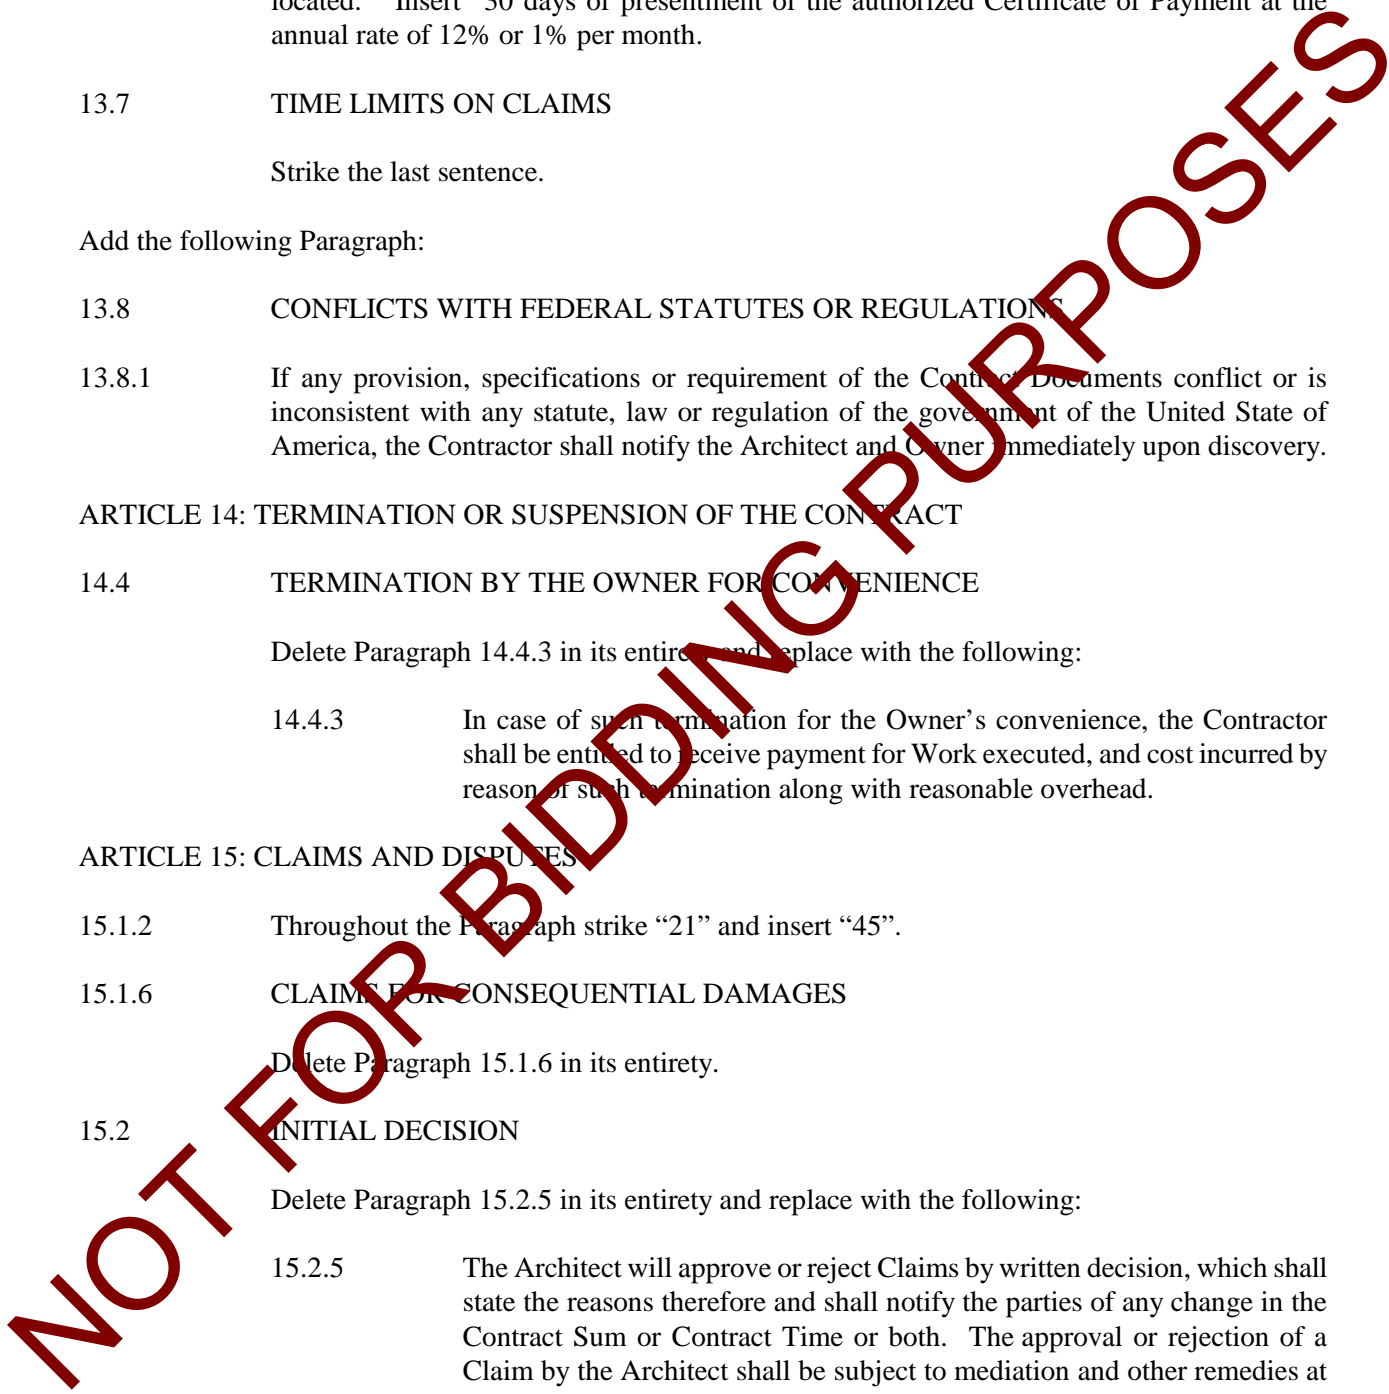 located. Insert "30 days of presentment of the authorized Certificate of Payment at the
annual rate of 12% or 1% per month.
13.7 TIME LIMITS ON CLAIMS
Strike the last sentence.
Add the following Paragraph:
13.8 CONFLICTS WITH FEDERAL STATUTES OR REGULATIONS
13.8.1 If any provision, specifications or requirement of the Contract Documents conflict or is
inconsistent with any statute, law or regulation of the government of the United State of
America, the Contractor shall notify the Architect and Owner immediately upon discovery.
ARTICLE 14: TERMINATION OR SUSPENSION OF THE CONTRACT
14.4 TERMINATION BY THE OWNER FOR CONVENIENCE
Delete Paragraph 14.4.3 in its entirety and replace with the following:
14.4.3 In case of such termination for the Owner’s convenience, the Contractor
shall be entitled to receive payment for Work executed, and cost incurred by
reason of such termination along with reasonable overhead.
ARTICLE 15: CLAIMS AND DISPUTES
15.1.2 Throughout the Paragraph strike “21” and insert “45”.
15.1.6 CLAIMS FOR CONSEQUENTIAL DAMAGES
Delete Paragraph 15.1.6 in its entirety.
15.2 INITIAL DECISION
Delete Paragraph 15.2.5 in its entirety and replace with the following:
15.2.5 The Architect will approve or reject Claims by written decision, which shall
state the reasons therefore and shall notify the parties of any change in the
Contract Sum or Contract Time or both. The approval or rejection of a
Claim by the Architect shall be subject to mediation and other remedies at
NOT FOR BIDDING PURPOSES